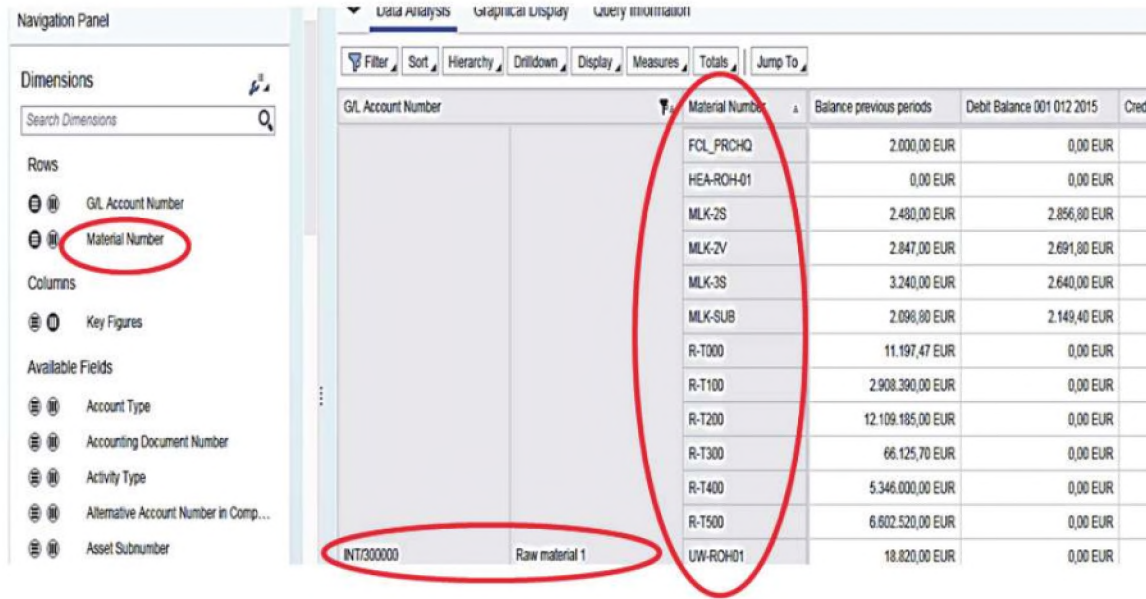 Navigation Panel
Dimensions
Search Dimensions
Rows
G/L Account Number
Material Number
Columns
Key Figures
Available Fields
Account Type
Accounting Document Number
Activity Type
Alternative Account Number in Comp...
Asset Subnumber
Data Analysis Graphical Display Query Information
Filter Sort Hierarchy Drilldown Display Measures Totals Jump To
G/L Account Number Material Number Balance previous periods Debit Balance 001 012 2015 Cred
FCL_PRCHQ 2.000,00 EUR 0,00 EUR
HEA-ROH-01 0,00 EUR 0,00 EUR
MLK-2S 2.480,00 EUR 2.856,80 EUR
MLK-2V 2.847,00 EUR 2.691,80 EUR
MLK-3S 3.240,00 EUR 2.640,00 EUR
MLK-SUB 2.098,80 EUR 2.149,40 EUR
R-T000 11.197,47 EUR 0,00 EUR
R-T100 2.908.390,00 EUR 0,00 EUR
R-T200 12.109.185,00 EUR 0,00 EUR
R-T300 66.125,70 EUR 0,00 EUR
R-T400 5.346.000,00 EUR 0,00 EUR
R-T500 6.602.520,00 EUR 0,00 EUR
INT/300000 Raw material 1 UW-ROH01 18.820,00 EUR 0,00 EUR